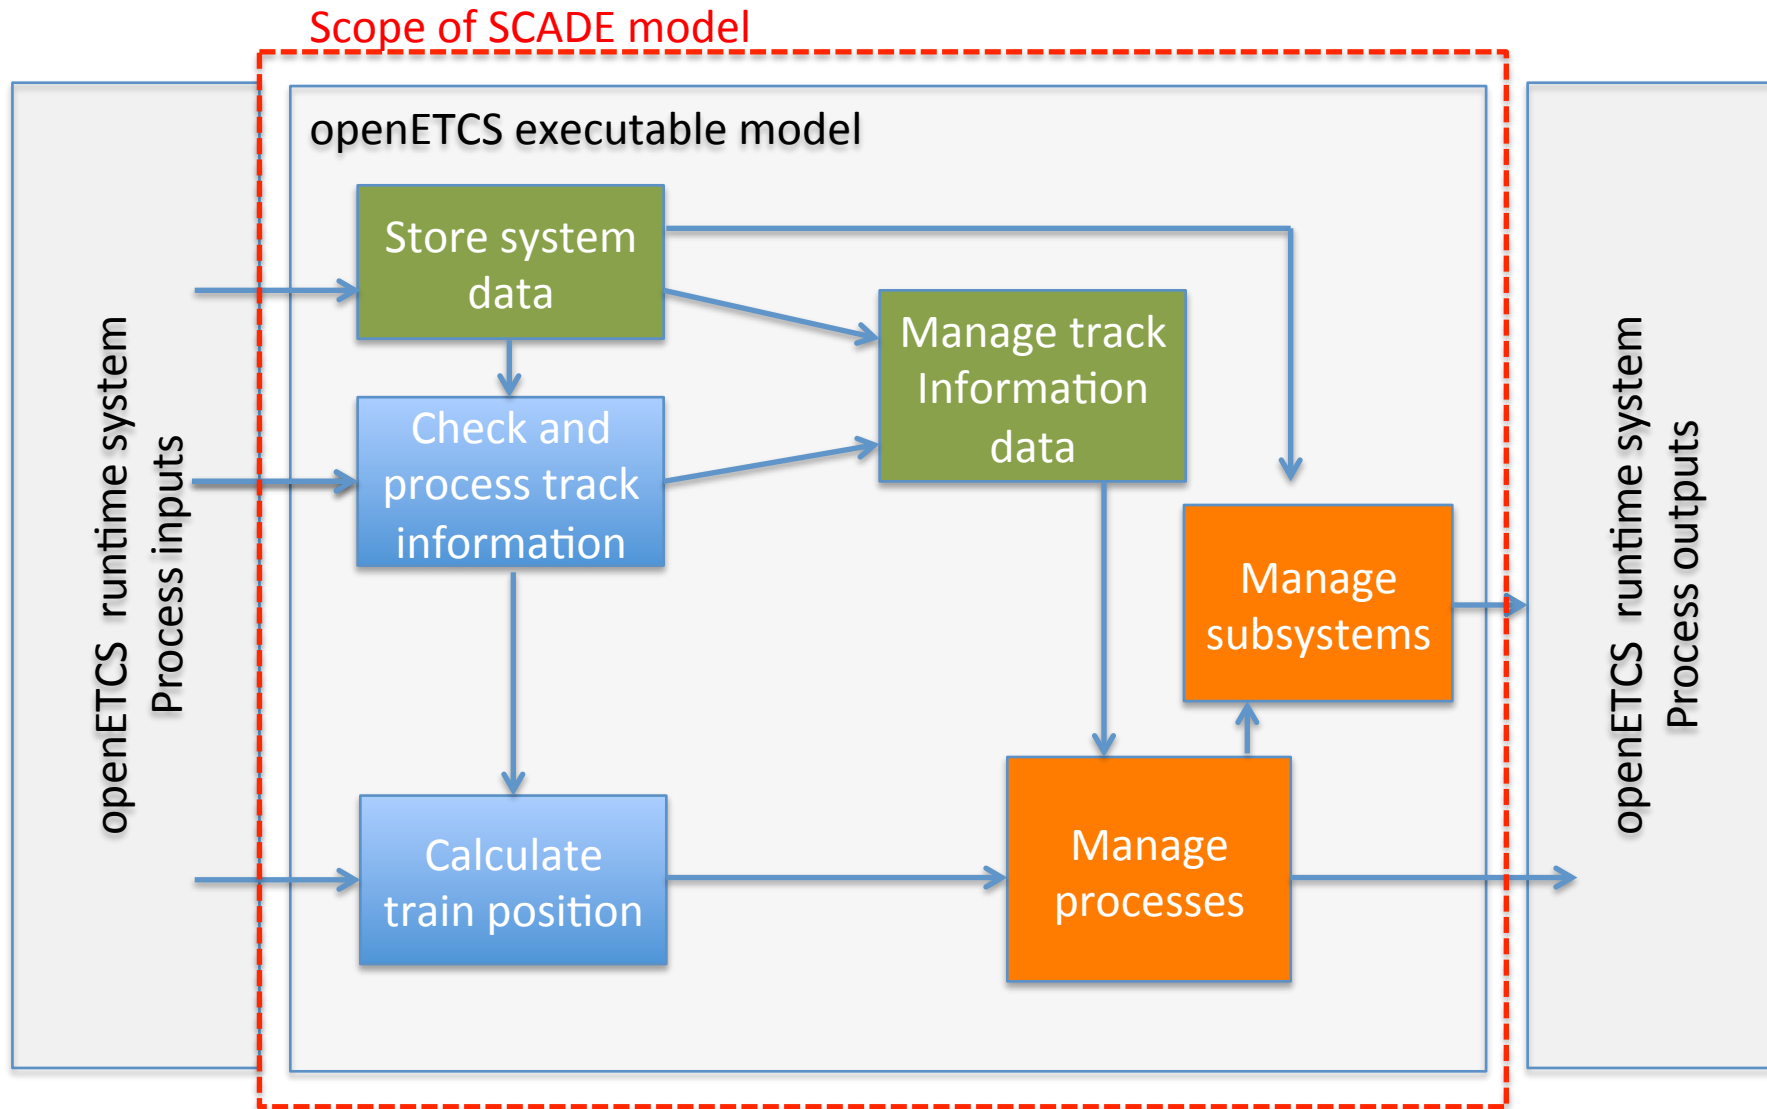 Scope of SCADE model
openETCS executable model
openETCS runtime system
Process inputs
Store system
data
Manage track
Information
data
Check and
process track
information
Manage
subsystems
Calculate
train position
Manage
processes
openETCS runtime system
Process outputs